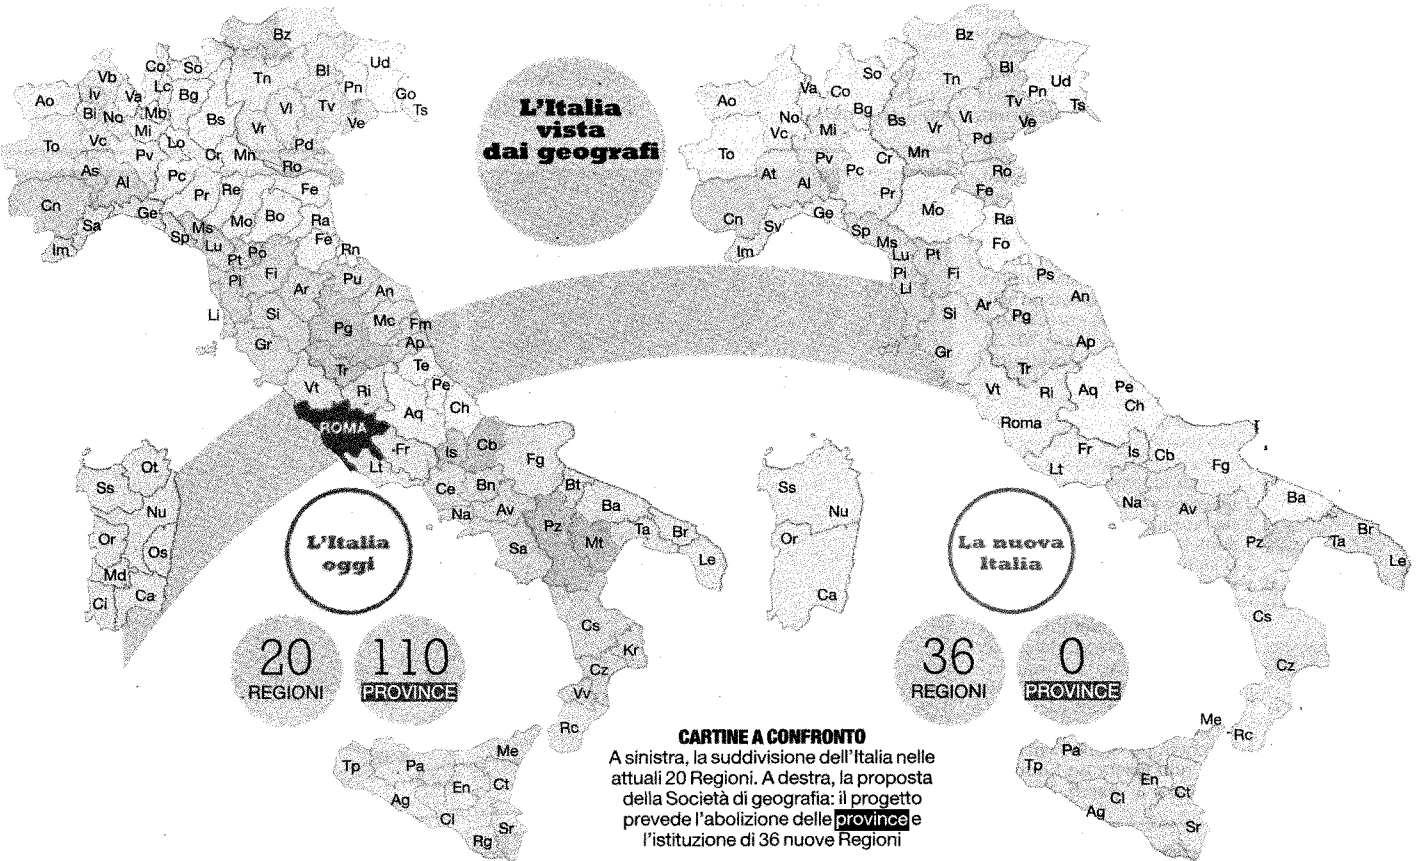 L'Italia
vista
dai geografi
Bz
Co So Bl Ud
Vb Tn Pn
Ao Iv Va Lc Bg Go
Bi No Mb Vi Tv Ts
Bs Vr Ve
To Vc Mi Lo Pd
Pv Cr Mn Ro
As Al Pc
Cn Pr Re Fe
Ge Mo Bo Ra
Sa Sp Ms Fe
Im Lu Pt Po Rn
Pi Fi Pu
Ar An
Li Si Pg Mc Fm
Gr Ap
Tr Te
Vt Ri Pe
Aq Ch
ROMA
Fr Is Cb
Lt Fg
Ot Ce Bn Bt
Ss Na Av Ba
Nu Pz Ta Br
Or Os Sa Mt
Md Le
Ci Ca
Cs
Kr
Cz
Vv
Rc
Me
Tp Pa
En Ct
Ag
Cl
Rg Sr
L'Italia
oggi
20
REGIONI
110
PROVINCE
Bz
So Bl
Tn Ud
Ao Va Co Pn
Bg Tv Ts
No Bs Vi Ve
Vc Mi Vr
To Pd
Pv Cr Mn
At Pc Ro
Al Pr Fe
Cn Mo
Ge Ra
Sv Sp
Im Ms Fo
Lu Pt
Pi Fi Ps
Li An
Si Ar Pg
Gr Ap
Tr
Vt Ri Aq Pe
Ch
Roma
Fr Is Cb
Lt Fg
Ss Na Ba
Nu Av
Or Pz Ta Br
Le
Ca
Cs
Cz
Me
Rc
Pa
Tp En
Cl Ct
Ag
Sr
La nuova
Italia
36
REGIONI
0
PROVINCE
CARTINE A CONFRONTO
A sinistra, la suddivisione dell'Italia nelle
attuali 20 Regioni. A destra, la proposta
della Società di geografia: il progetto
prevede l'abolizione delle province e
l'istituzione di 36 nuove Regioni